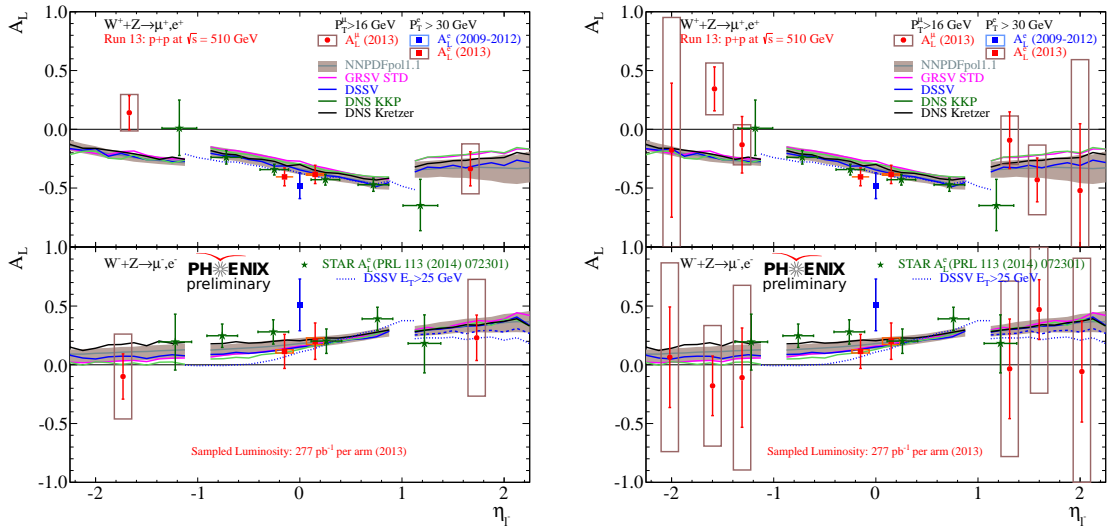 A_L
W⁺+Z→μ⁺,e⁺
P_T^μ>16 GeV P_T^e > 30 GeV
Run 13: p+p at √s = 510 GeV
A_L^μ (2013)
A_L^e (2009-2012)
A_L^e (2013)
NNPDFpol1.1
GRSV STD
DSSV
DNS KKP
DNS Kretzer
1.0
0.5
0.0
-0.5
1.0
A_L
W⁻+Z→μ⁻,e⁻
PHENIX
preliminary
STAR A_L^e(PRL 113 (2014) 072301)
DSSV E_T>25 GeV
0.5
0.0
-0.5
-1.0
Sampled Luminosity: 277 pb⁻¹ per arm (2013)
-2 -1 0 1 2
η_l
A_L
W⁺+Z→μ⁺,e⁺
P_T^μ>16 GeV P_T^e > 30 GeV
Run 13: p+p at √s = 510 GeV
A_L^μ (2013)
A_L^e (2009-2012)
A_L^e (2013)
NNPDFpol1.1
GRSV STD
DSSV
DNS KKP
DNS Kretzer
1.0
0.5
0.0
-0.5
1.0
A_L
W⁻+Z→μ⁻,e⁻
PHENIX
preliminary
STAR A_L^e(PRL 113 (2014) 072301)
DSSV E_T>25 GeV
0.5
0.0
-0.5
-1.0
Sampled Luminosity: 277 pb⁻¹ per arm (2013)
-2 -1 0 1 2
η_l